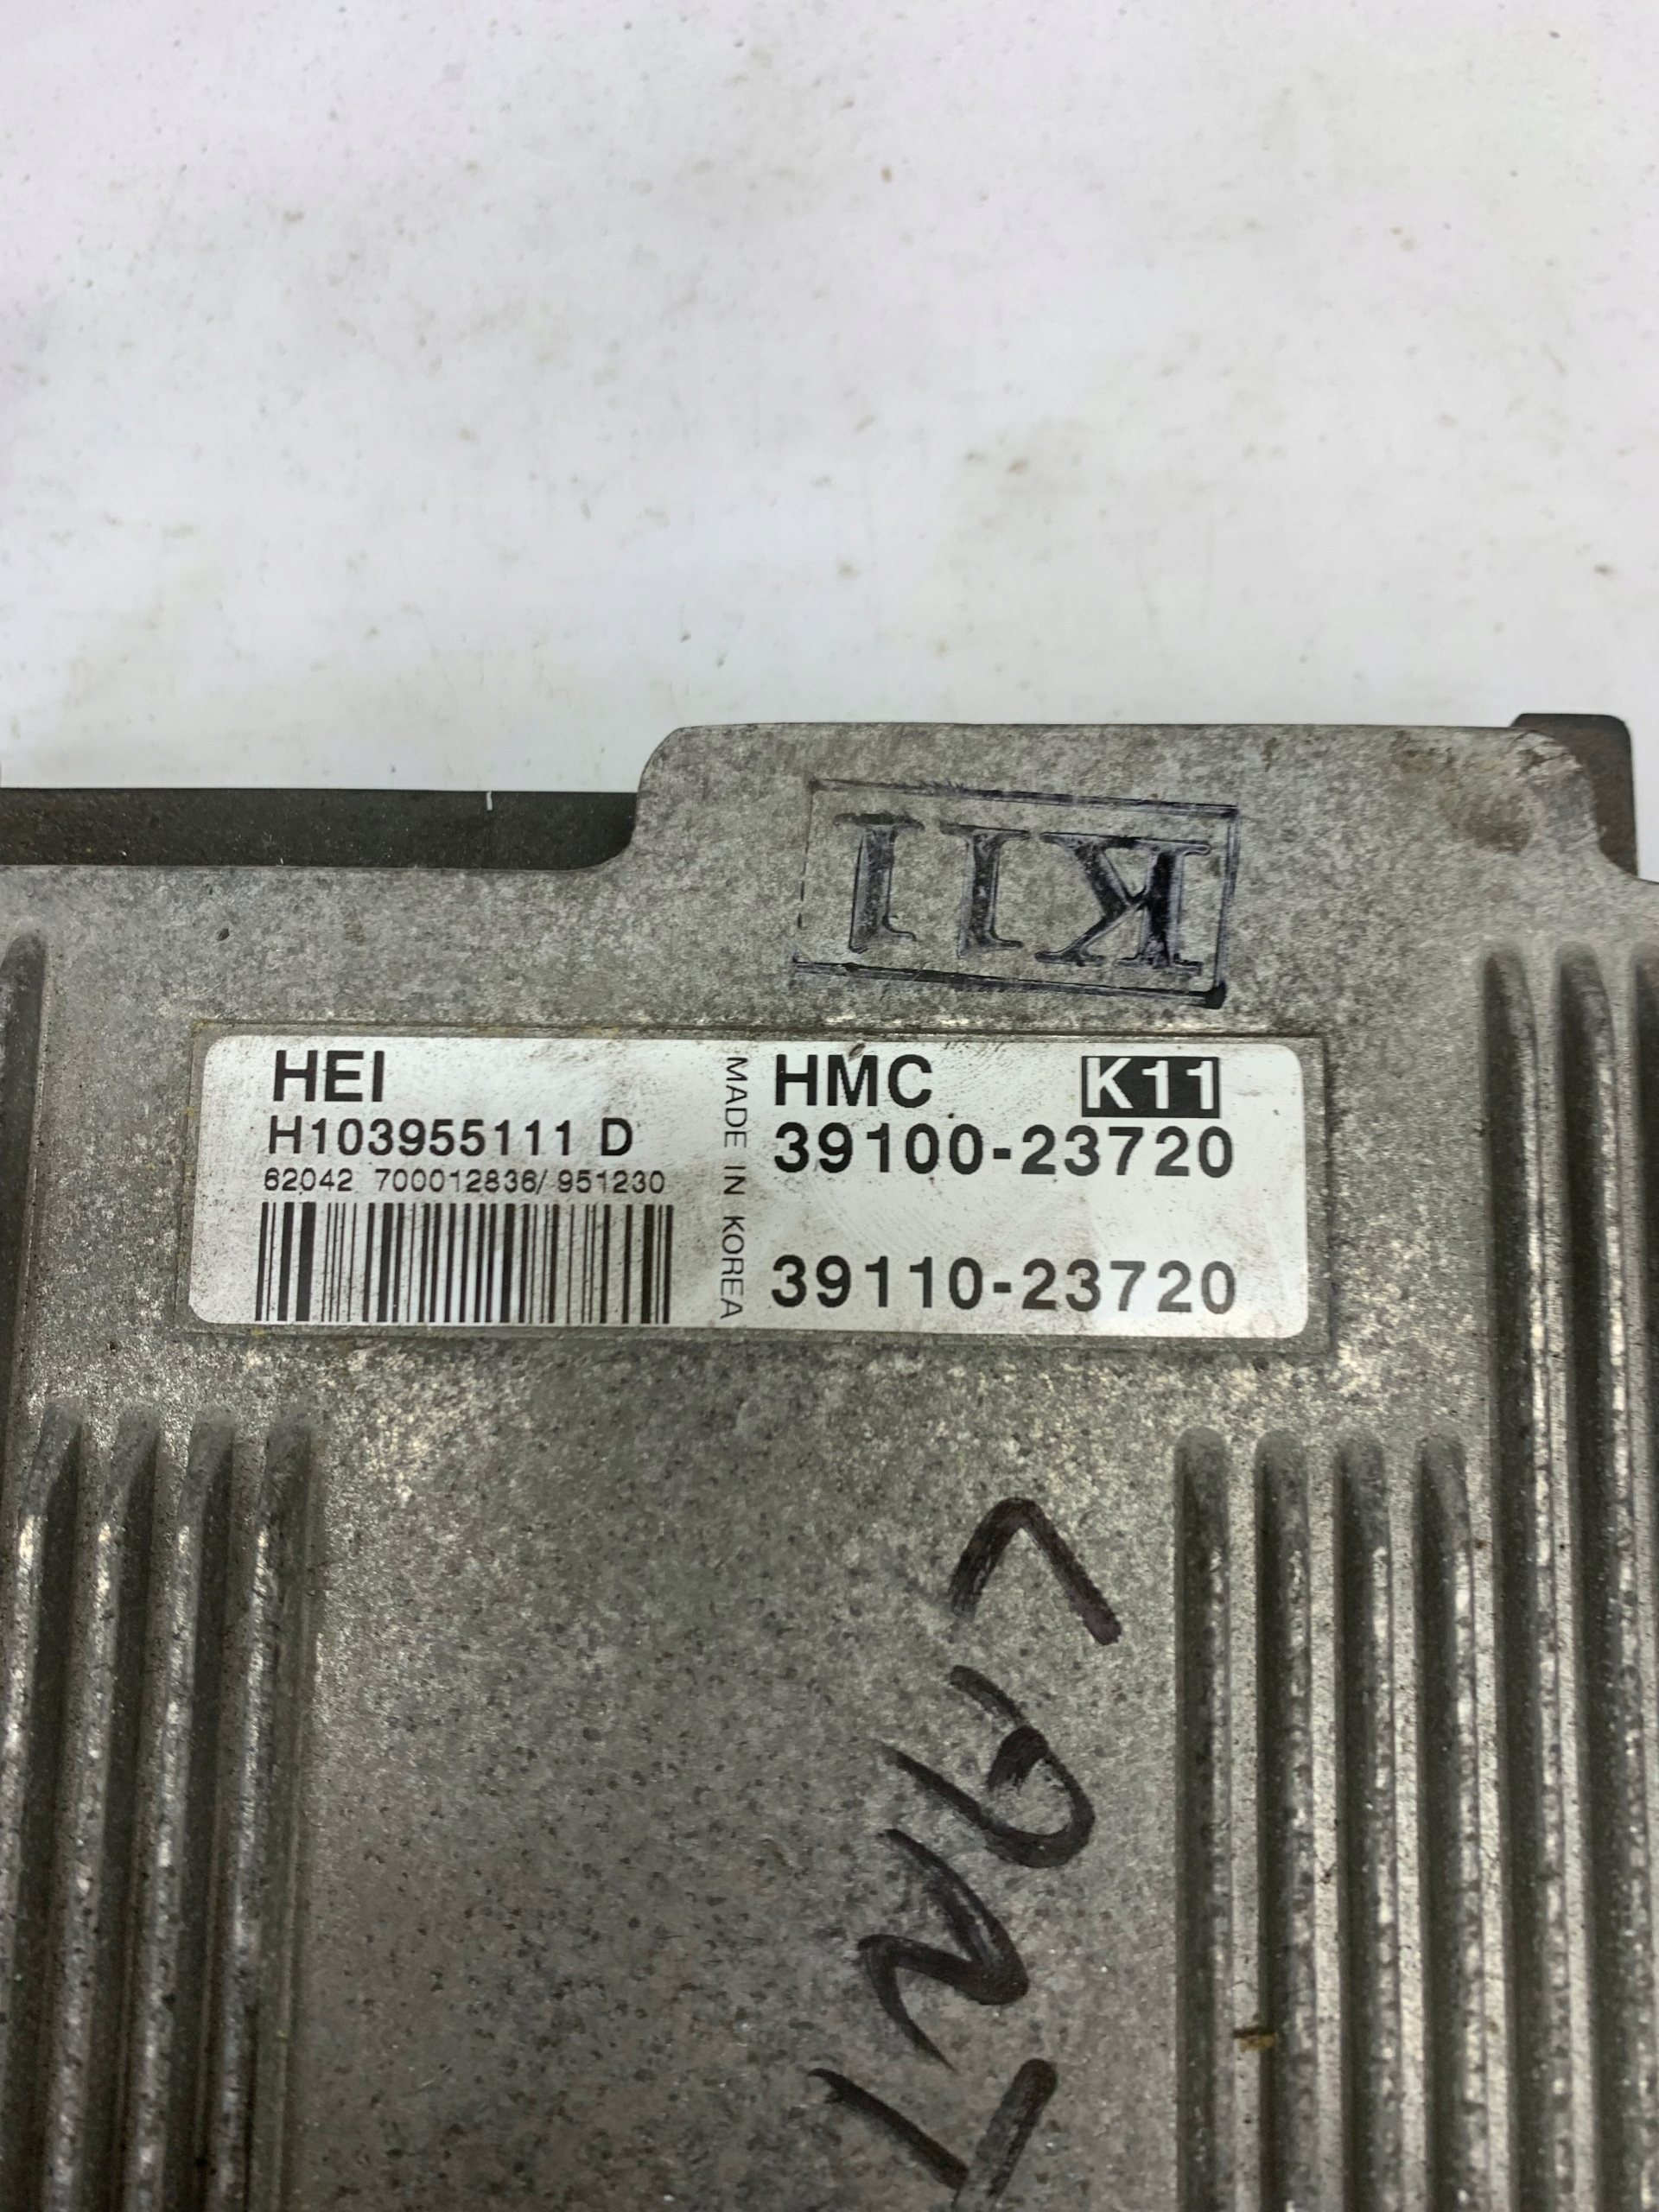 K11
HEI
H103955111 D
62042 700012836/ 951230
MADE IN KOREA
HMC K11
39100-23720
39110-23720